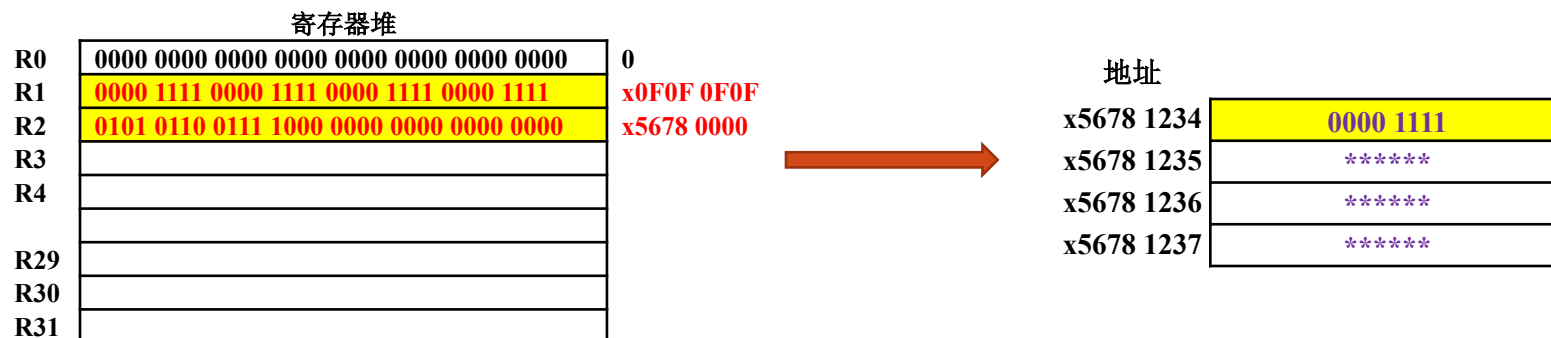 寄存器堆
R0 0000 0000 0000 0000 0000 0000 0000 0000 0
R1 0000 1111 0000 1111 0000 1111 0000 1111 x0F0F 0F0F
R2 0101 0110 0111 1000 0000 0000 0000 0000 x5678 0000
R3
R4
R29
R30
R31
地址
x5678 1234 0000 1111
x5678 1235 ******
x5678 1236 ******
x5678 1237 ******